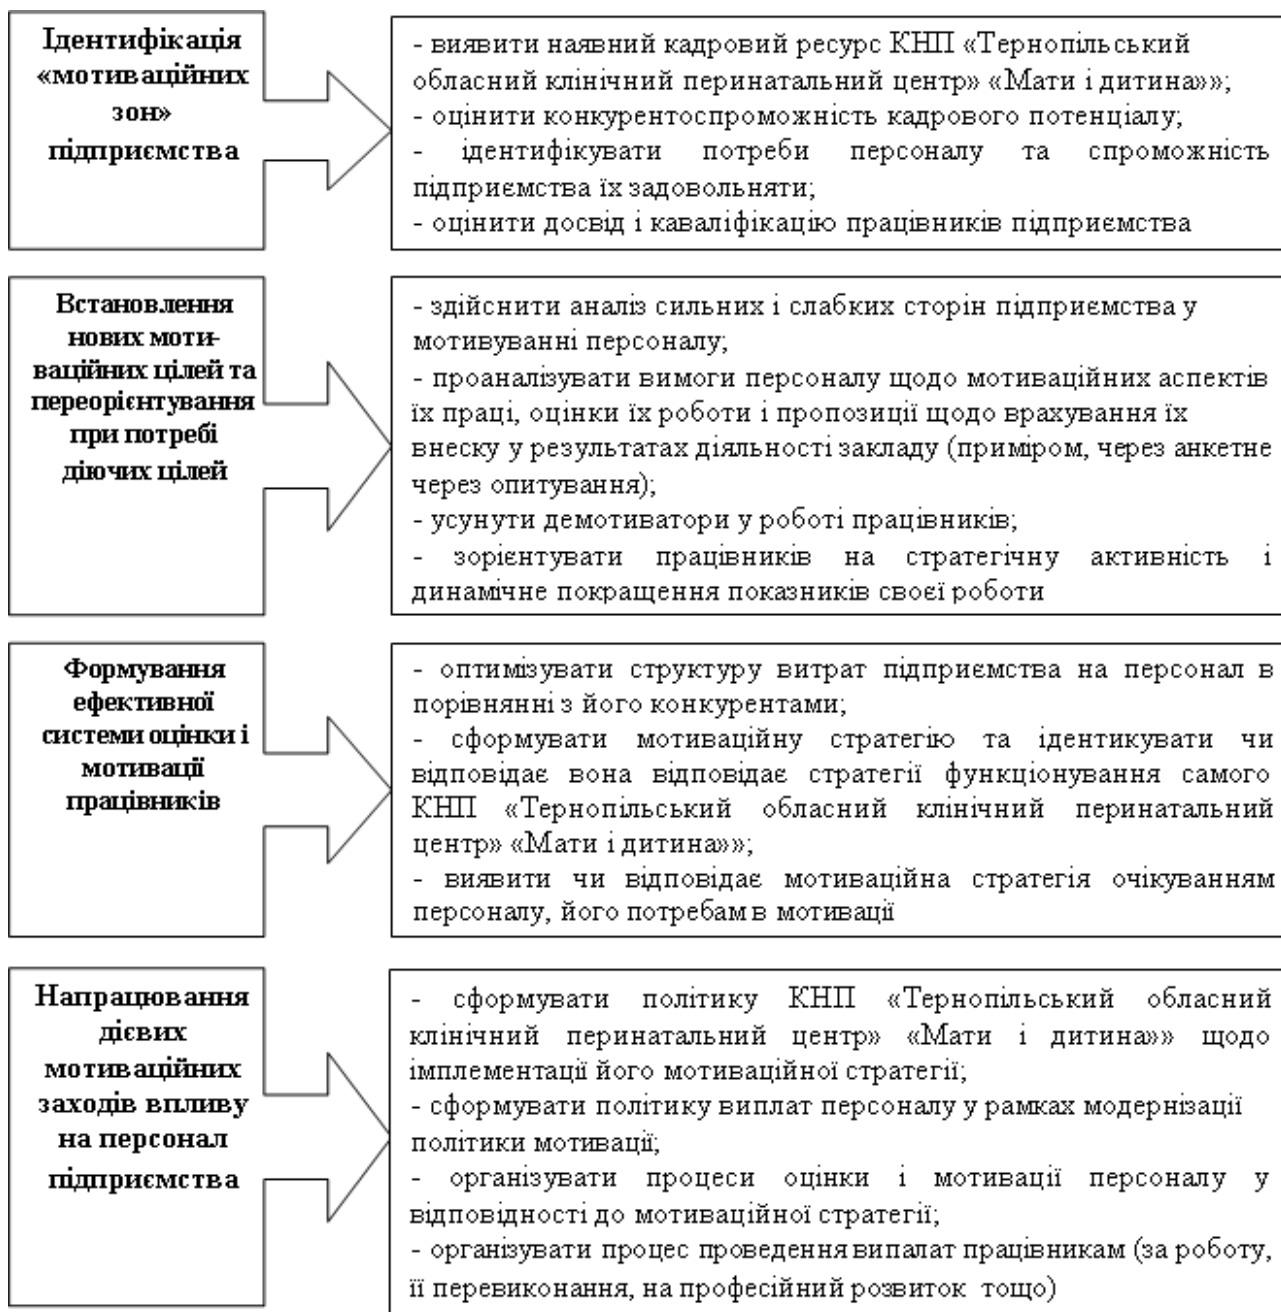 Ідентифікація
«мотиваційних
зон»
підприємства
- виявити наявний кадровий ресурс КНП «Тернопільський
обласний клінічний перинатальний центр» «Мати і дитина»»;
- оцінити конкурентоспроможність кадрового потенціалу;
- ідентифікувати потреби персоналу та спроможність
підприємства їх задовольняти;
- оцінити досвід і каваліфікацію працівників підприємства
Встановлення
нових моти-
ваційних цілей та
переорієнтування
при потребі
діючих цілей
- здійснити аналіз сильних і слабких сторін підприємства у
мотивуванні персоналу;
- проаналізувати вимоги персоналу щодо мотиваційних аспектів
їх праці, оцінки їх роботи і пропозиції щодо врахування їх
внеску у результатах діяльності закладу (приміром, через анкетне
через опитування);
- усунути демотиватори у роботі працівників;
- зорієнтувати працівників на стратегічну активність і
динамічне покращення показників своєї роботи
Формування
ефективної
системи оцінки і
мотивації
працівників
- оптимізувати структуру витрат підприємства на персонал в
порівнянні з його конкурентами;
- сформувати мотиваційну стратегію та ідентикувати чи
відповідає вона відповідає стратегії функціонування самого
КНП «Тернопільський обласний клінічний перинатальний
центр» «Мати і дитина»»;
- виявити чи відповідає мотиваційна стратегія очікуванням
персоналу, його потребам в мотивації
Напрацювання
дієвих
мотиваційних
заходів впливу
на персонал
підприємства
- сформувати політику КНП «Тернопільський обласний
клінічний перинатальний центр» «Мати і дитина»» щодо
імплементації його мотиваційної стратегії;
- сформувати політику виплат персоналу у рамках модернізації
політики мотивації;
- організувати процеси оцінки і мотивації персоналу у
відповідності до мотиваційної стратегії;
- організувати процес проведення випалат працівникам (за роботу,
її перевиконання, на професійний розвиток тощо)